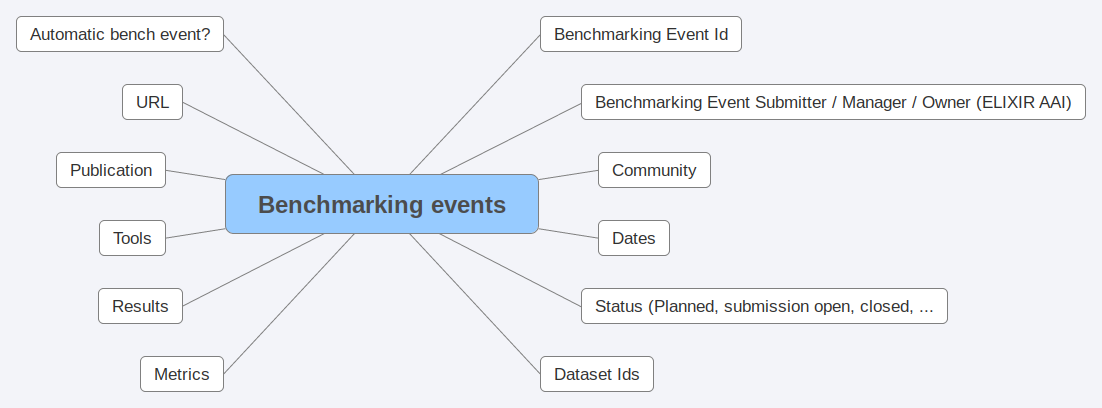 Automatic bench event?
Benchmarking Event Id
URL
Benchmarking Event Submitter / Manager / Owner (ELIXIR AAI)
Publication
Community
Benchmarking events
Tools
Dates
Results
Status (Planned, submission open, closed, ...
Metrics
Dataset Ids